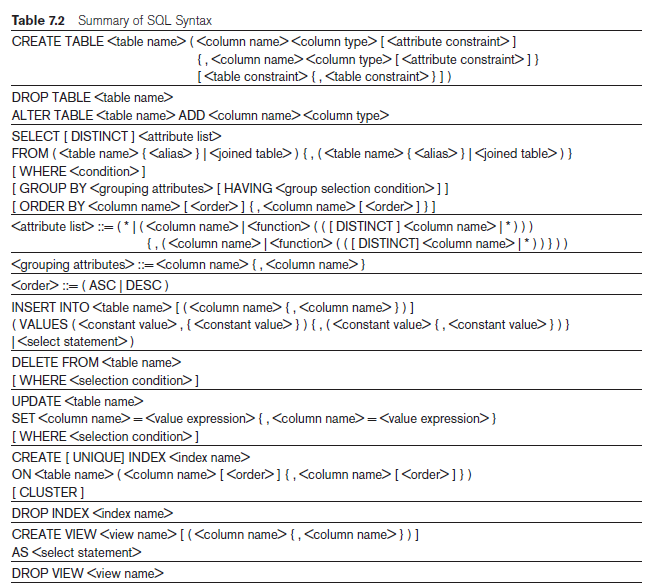 Table 7.2 Summary of SQL Syntax
CREATE TABLE <table name> ( <column name> <column type> [ <attribute constraint> ]
{ , <column name> <column type> [ <attribute constraint> ] }
[ <table constraint> { , <table constraint> } ] )
DROP TABLE <table name>
ALTER TABLE <table name> ADD <column name> <column type>
SELECT [ DISTINCT ] <attribute list>
FROM ( <table name> { <alias> } | <joined table> ) { , ( <table name> { <alias> } | <joined table> ) }
[ WHERE <condition> ]
[ GROUP BY <grouping attributes> [ HAVING <group selection condition> ] ]
[ ORDER BY <column name> [ <order> ] { , <column name> [ <order> ] } ]
<attribute list> ::= ( * | ( <column name> | <function> ( ( [ DISTINCT ] <column name> | * ) ) )
{ , ( <column name> | <function> ( ( [ DISTINCT] <column name> | * ) ) } ) )
<grouping attributes> ::= <column name> { , <column name> }
<order> ::= ( ASC | DESC )
INSERT INTO <table name> [ ( <column name> { , <column name> } ) ]
( VALUES ( <constant value> , { <constant value> } ) { , ( <constant value> { , <constant value> } ) }
| <select statement> )
DELETE FROM <table name>
[ WHERE <selection condition> ]
UPDATE <table name>
SET <column name> = <value expression> { , <column name> = <value expression> }
[ WHERE <selection condition> ]
CREATE [ UNIQUE] INDEX <index name>
ON <table name> ( <column name> [ <order> ] { , <column name> [ <order> ] } )
[ CLUSTER ]
DROP INDEX <index name>
CREATE VIEW <view name> [ ( <column name> { , <column name> } ) ]
AS <select statement>
DROP VIEW <view name>